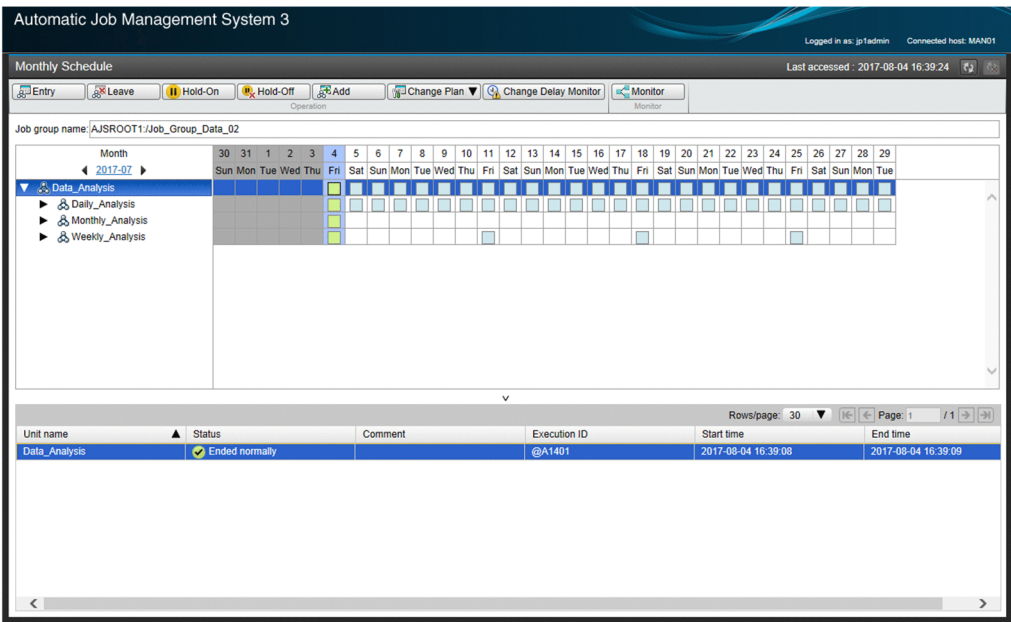 Automatic Job Management System 3
Logged in as: jp1admin Connected host: MAN01
Monthly Schedule Last accessed : 2017-08-04 16:39:24
Entry Leave Hold-On Hold-Off Add Change Plan ▼ Change Delay Monitor Monitor
Operation Monitor
Job group name: AJSROOT1:/Job_Group_Data_02
Month 30 31 1 2 3 4 5 6 7 8 9 10 11 12 13 14 15 16 17 18 19 20 21 22 23 24 25 26 27 28 29
2017-07 Sun Mon Tue Wed Thu Fri Sat Sun Mon Tue Wed Thu Fri Sat Sun Mon Tue Wed Thu Fri Sat Sun Mon Tue Wed Thu Fri Sat Sun Mon Tue
Data_Analysis
Daily_Analysis
Monthly_Analysis
Weekly_Analysis
Rows/page: 30 ▼ Page: 1 / 1
Unit name ▲ Status Comment Execution ID Start time End time
Data_Analysis Ended normally @A1401 2017-08-04 16:39:08 2017-08-04 16:39:09